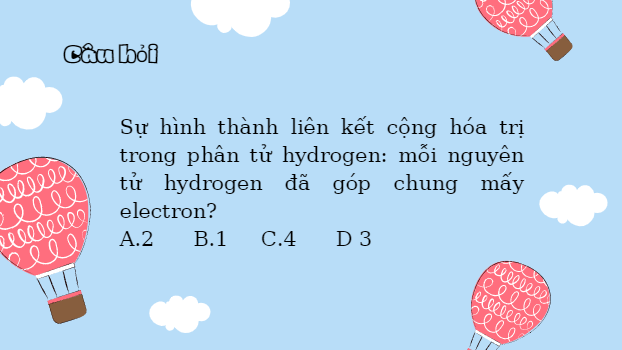 Câu hỏi
Sự hình thành liên kết cộng hóa trị
trong phân tử hydrogen: mỗi nguyên
tử hydrogen đã góp chung mấy
electron?
A.2 B.1 C.4 D 3